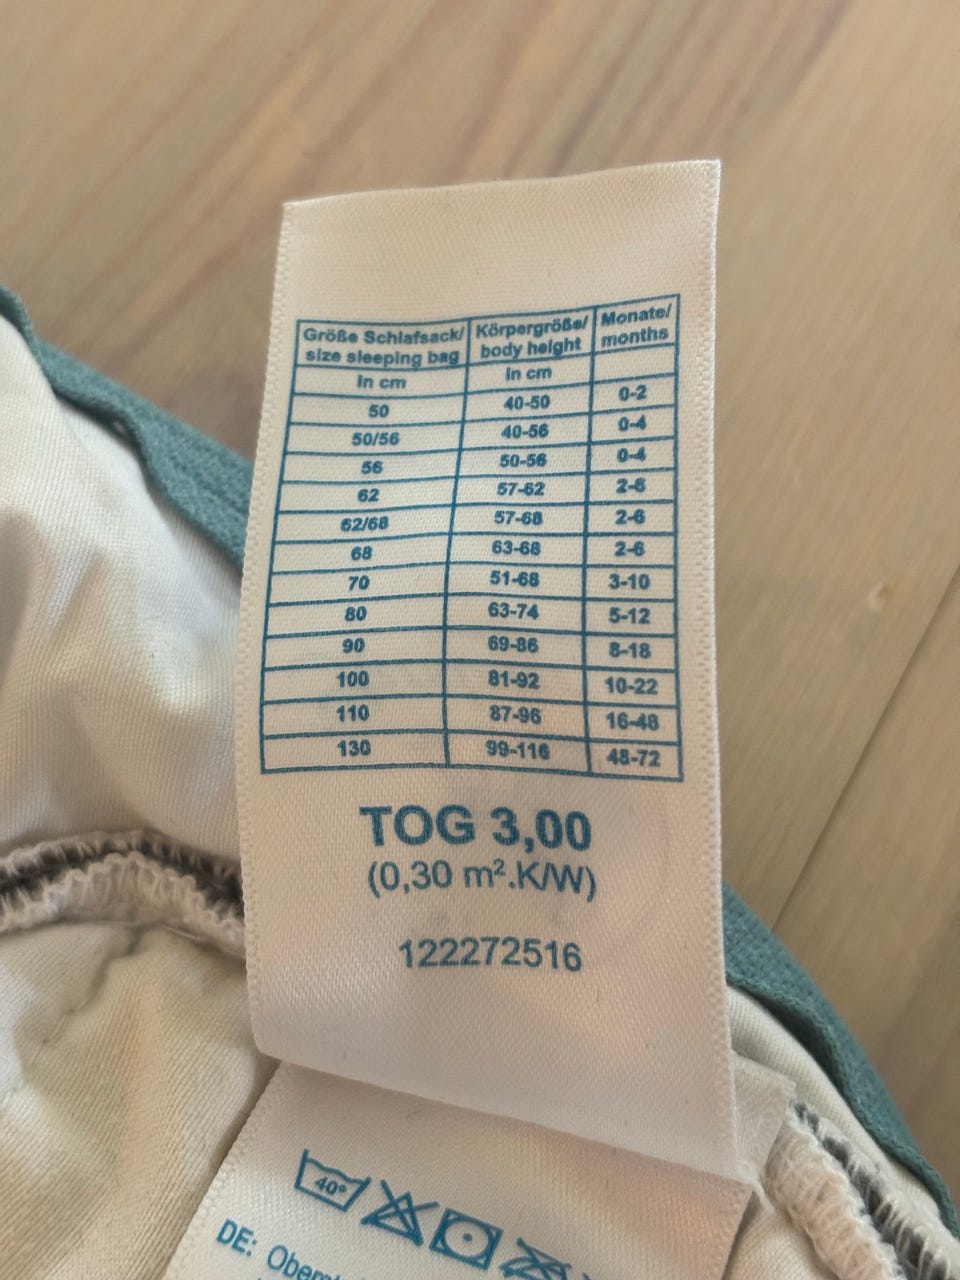 Größe Schlafsack/ Körpergröße/ Monate/
size sleeping bag body height months
in cm in cm
50 40-50 0-2
50/56 40-56 0-4
56 50-56 0-4
62 57-62 2-6
62/68 57-68 2-6
68 63-68 2-6
70 51-68 3-10
80 63-74 5-12
90 69-86 8-18
100 81-92 10-22
110 87-96 16-48
130 99-116 48-72
TOG 3,00
(0,30 m².K/W)
122272516
40°
DE: